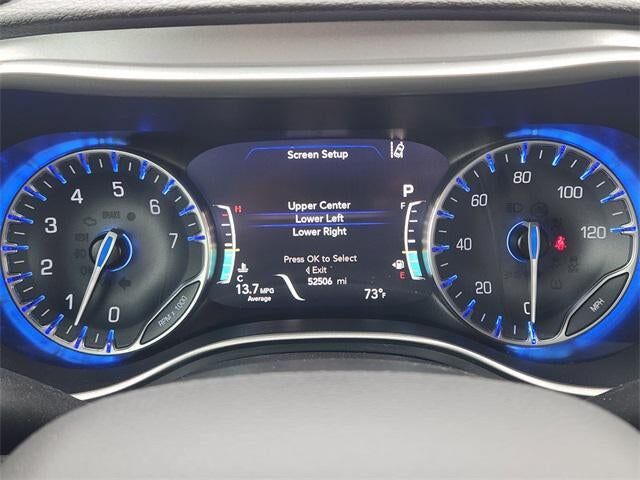 Screen Setup
Upper Center
Lower Left
Lower Right
Press OK to Select
Exit
52506 mi
13.7 MPG
Average
73°F
P
H
C
F
E
0
1
2
3
4
5
6
7
RPM x 1000
BRAKE
0
20
40
60
80
100
120
MPH